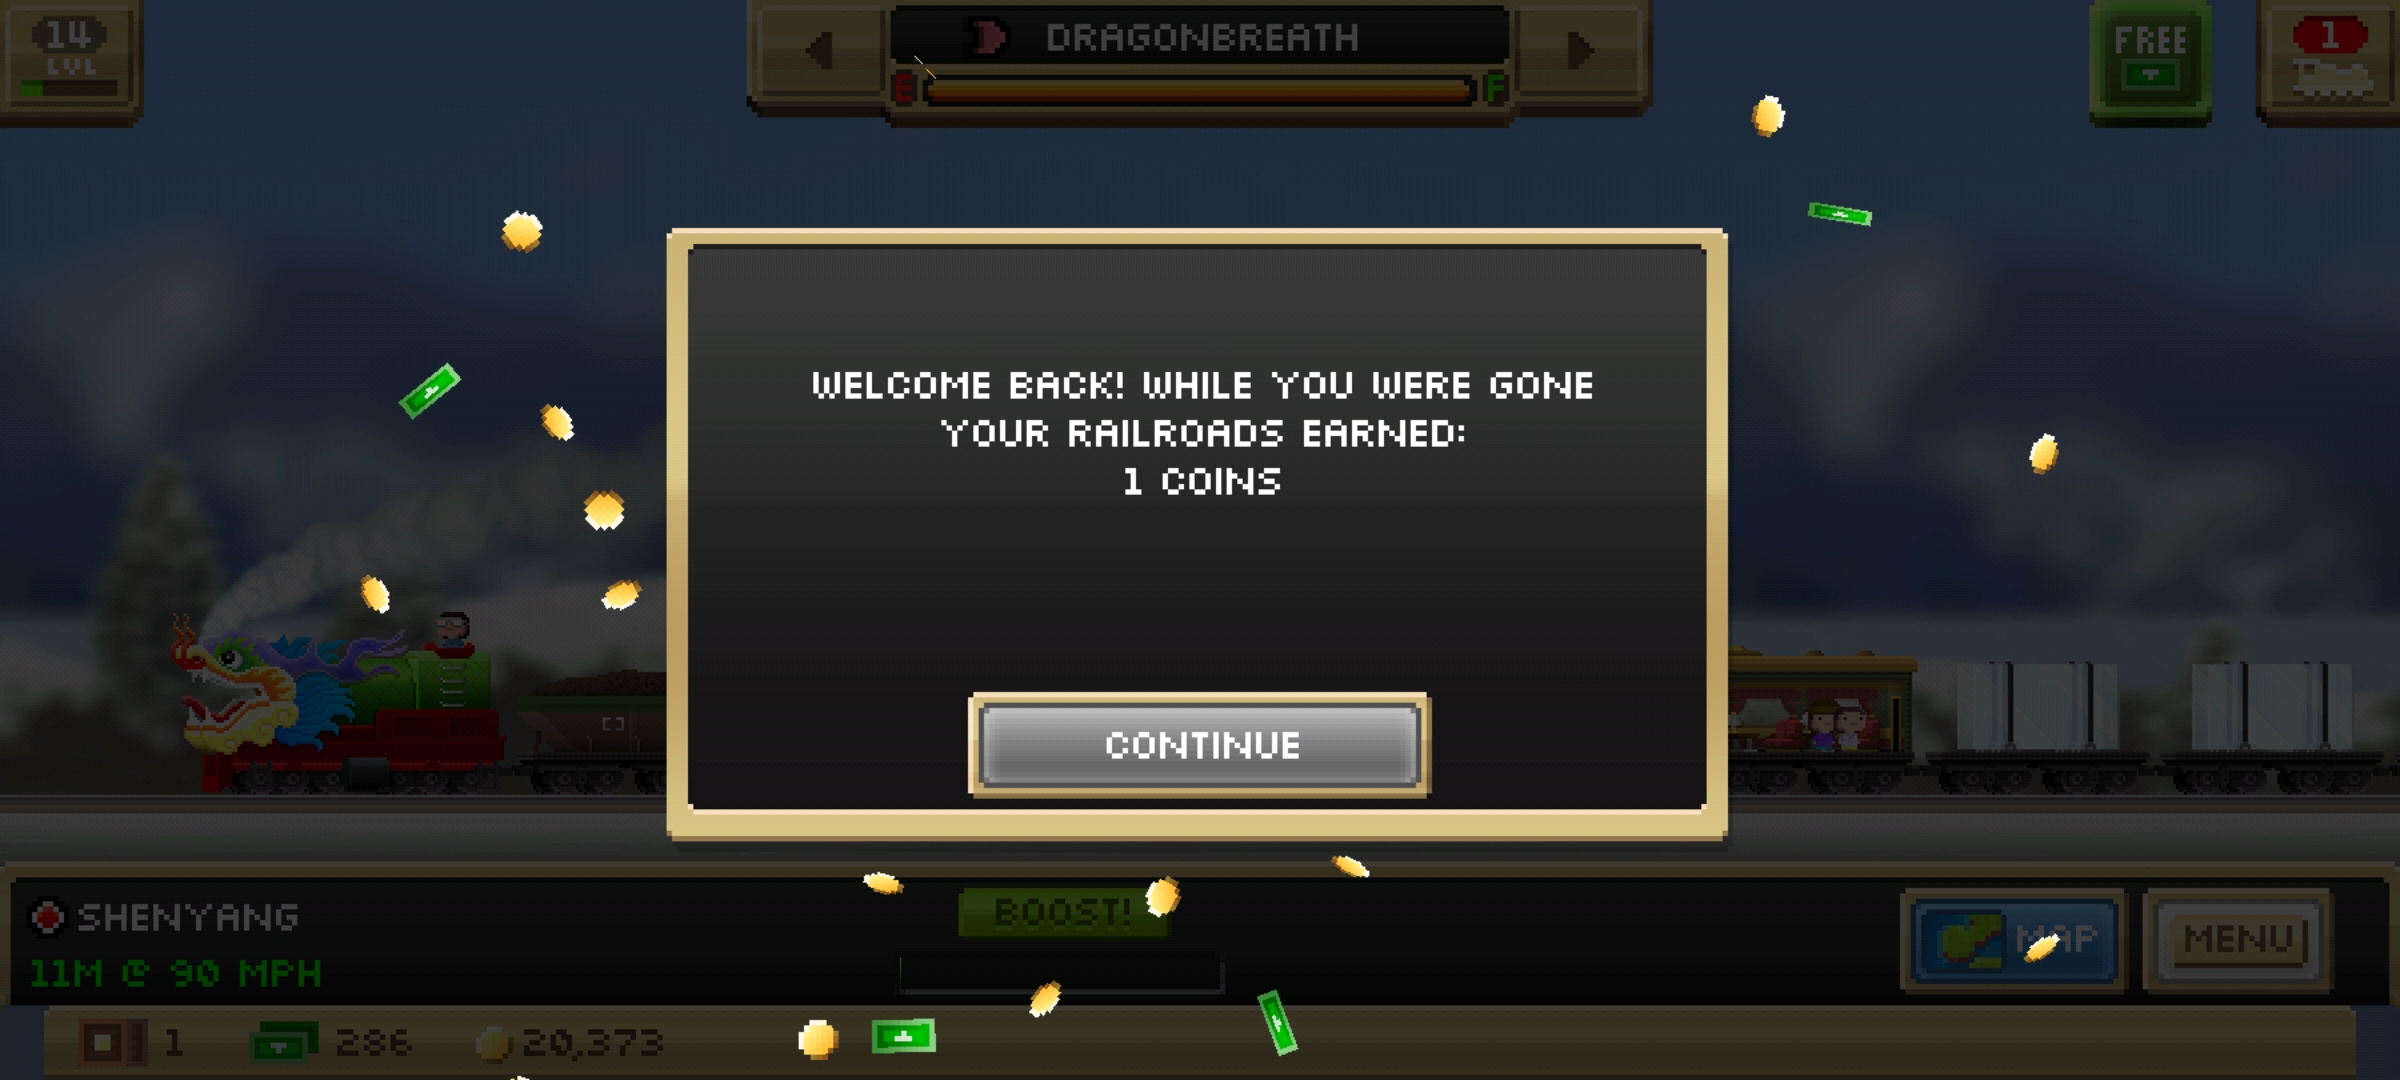 14
LVL
DRAGONBREATH
E F
FREE
1
WELCOME BACK! WHILE YOU WERE GONE
YOUR RAILROADS EARNED:
1 COINS
CONTINUE
SHENYANG
11M @ 90 MPH
BOOST!
MAP
MENU
1 286 20,373